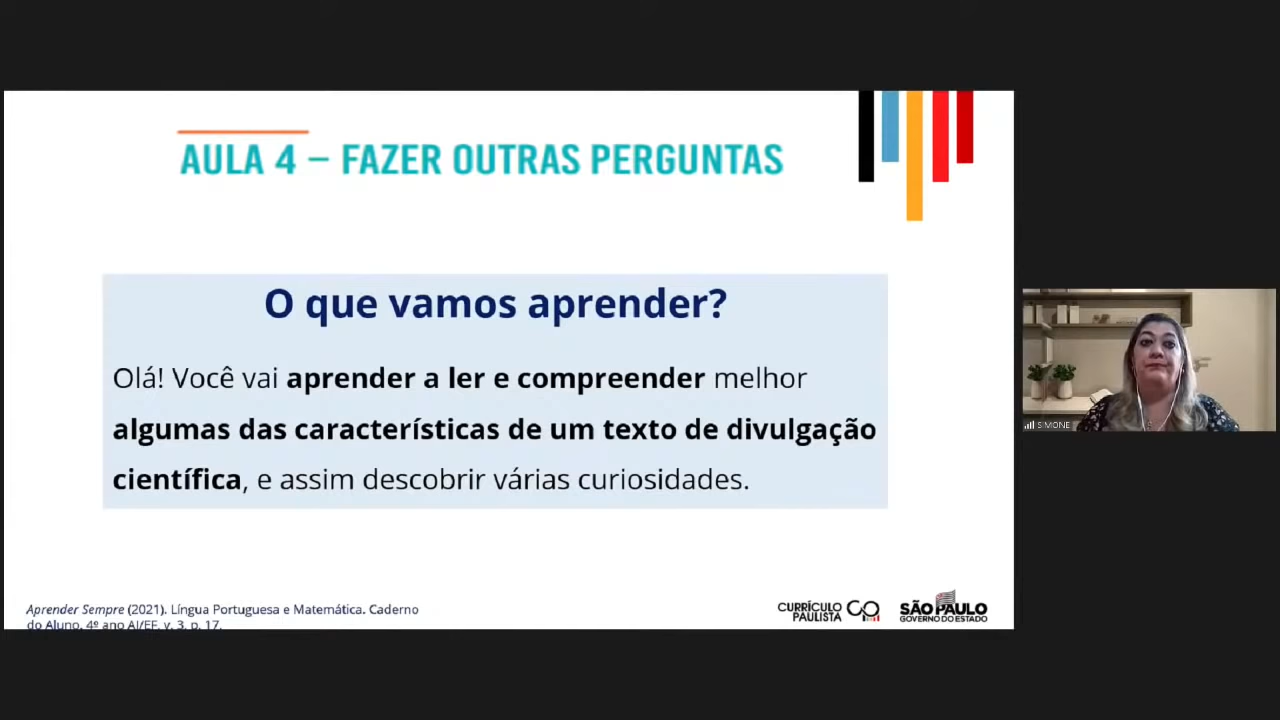 AULA 4 – FAZER OUTRAS PERGUNTAS
O que vamos aprender?
Olá! Você vai aprender a ler e compreender melhor
algumas das características de um texto de divulgação
científica, e assim descobrir várias curiosidades.
SIMONE
Aprender Sempre (2021). Língua Portuguesa e Matemática. Caderno
do Aluno. 4º ano AI/EF, v. 3, p. 17.
CURRÍCULO
PAULISTA
SÃO PAULO
GOVERNO DO ESTADO